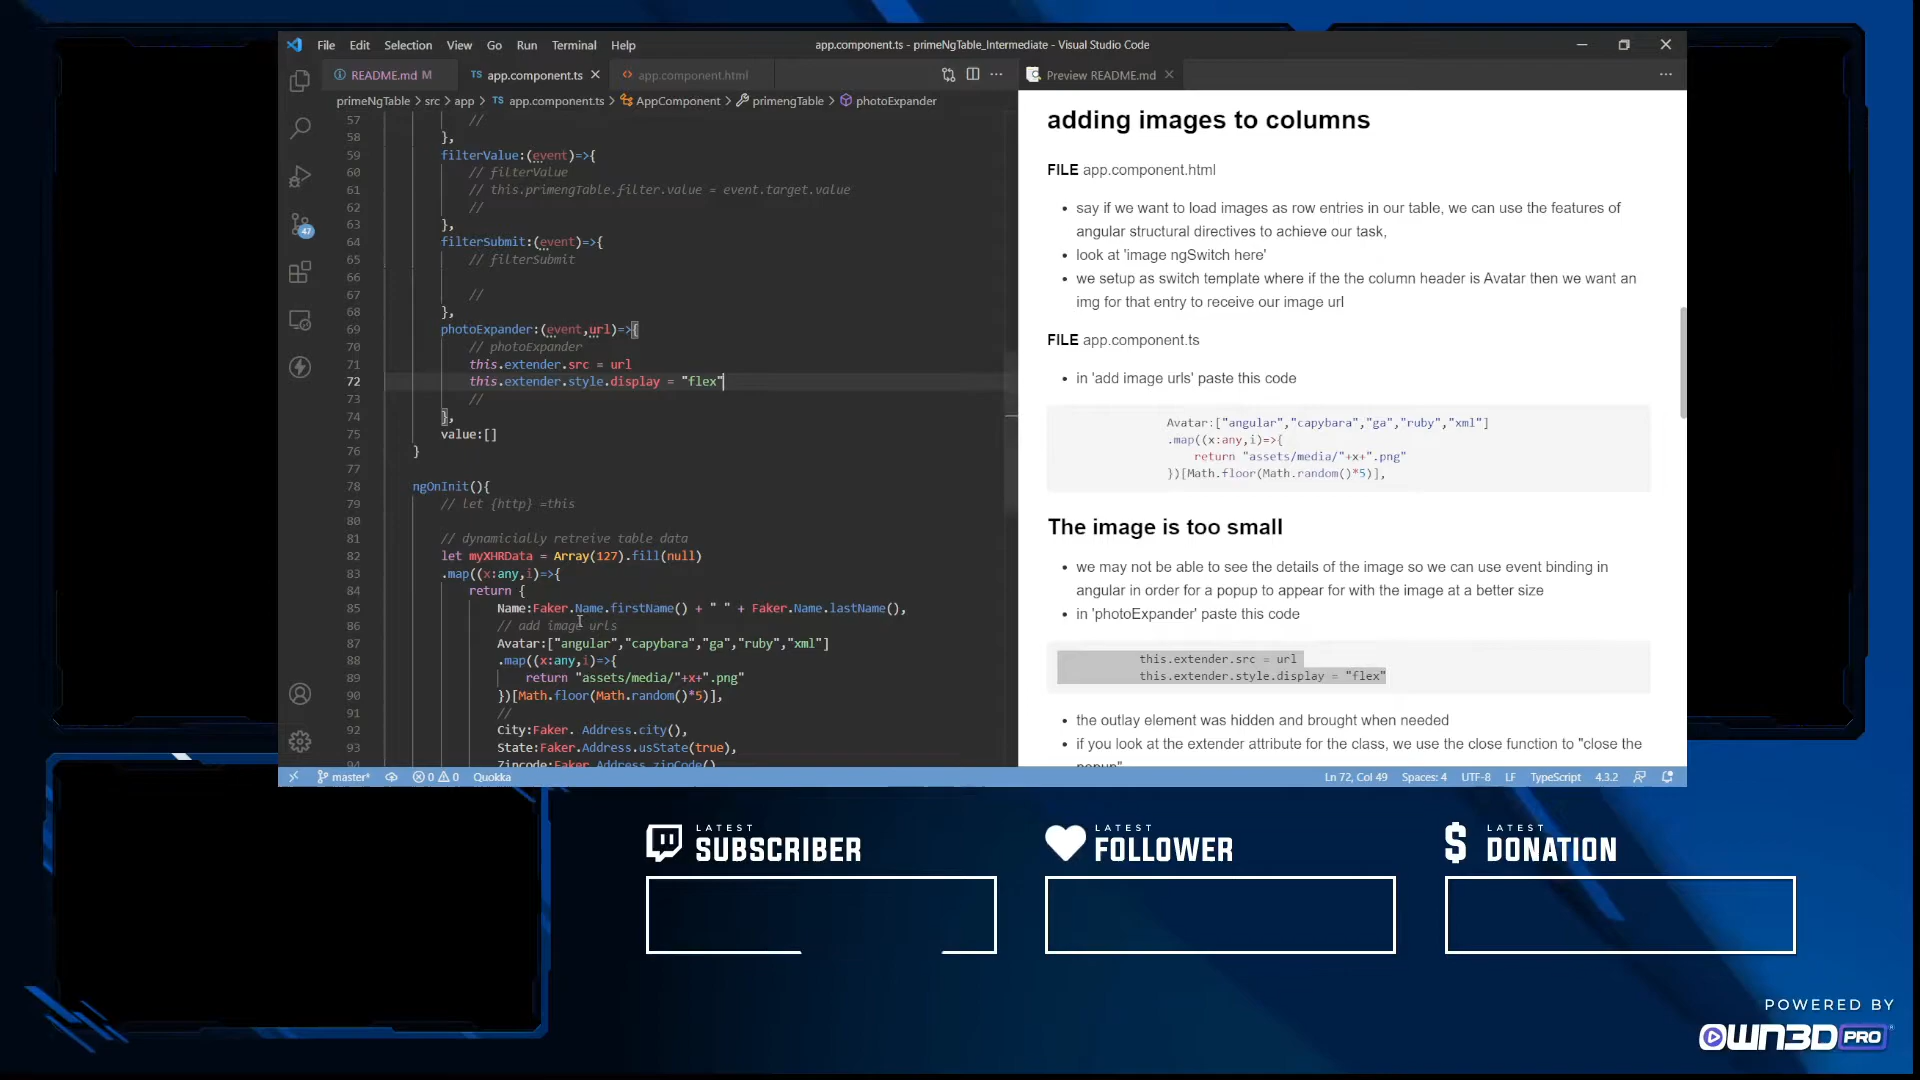 File Edit Selection View Go Run Terminal Help
app.component.ts - primeNgTable_Intermediate - Visual Studio Code
README.md M
TS app.component.ts
<> app.component.html
primeNgTable > src > app > TS app.component.ts > AppComponent > primengTable > photoExpander
57 //
58 },
59 filterValue:(event)=>{
60 // filterValue
61 // this.primengTable.filter.value = event.target.value
62 //
63 },
64 filterSubmit:(event)=>{
65 // filterSubmit
66
67 //
68 },
69 photoExpander:(event,url)=>{
70 // photoExpander
71 this.extender.src = url
72 this.extender.style.display = "flex"
73 //
74 },
75 value:[]
76 }
77
78 ngOnInit(){
79 // let {http} =this
80
81 // dynamicially retreive table data
82 let myXHRData = Array(127).fill(null)
83 .map((x:any,i)=>{
84 return {
85 Name:Faker.Name.firstName() + " " + Faker.Name.lastName(),
86 // add image urls
87 Avatar:["angular","capybara","ga","ruby","xml"]
88 .map((x:any,i)=>{
89 return "assets/media/"+x+".png"
90 })[Math.floor(Math.random()*5)],
91 //
92 City:Faker. Address.city(),
93 State:Faker.Address.usState(true),
94 Zipcode:Faker.Address.zipCode()
47
master* 0 0 Quokka
Ln 72, Col 49 Spaces: 4 UTF-8 LF TypeScript 4.3.2
Preview README.md
adding images to columns
FILE app.component.html
• say if we want to load images as row entries in our table, we can use the features of
angular structural directives to achieve our task,
• look at 'image ngSwitch here'
• we setup as switch template where if the the column header is Avatar then we want an
img for that entry to receive our image url
FILE app.component.ts
• in 'add image urls' paste this code
Avatar:["angular","capybara","ga","ruby","xml"]
.map((x:any,i)=>{
return "assets/media/"+x+".png"
})[Math.floor(Math.random()*5)],
The image is too small
• we may not be able to see the details of the image so we can use event binding in
angular in order for a popup to appear for with the image at a better size
• in 'photoExpander' paste this code
this.extender.src = url
this.extender.style.display = "flex"
• the outlay element was hidden and brought when needed
• if you look at the extender attribute for the class, we use the close function to "close the
popup"
LATEST
SUBSCRIBER
LATEST
FOLLOWER
$ LATEST
DONATION
POWERED BY
OWN3D PRO